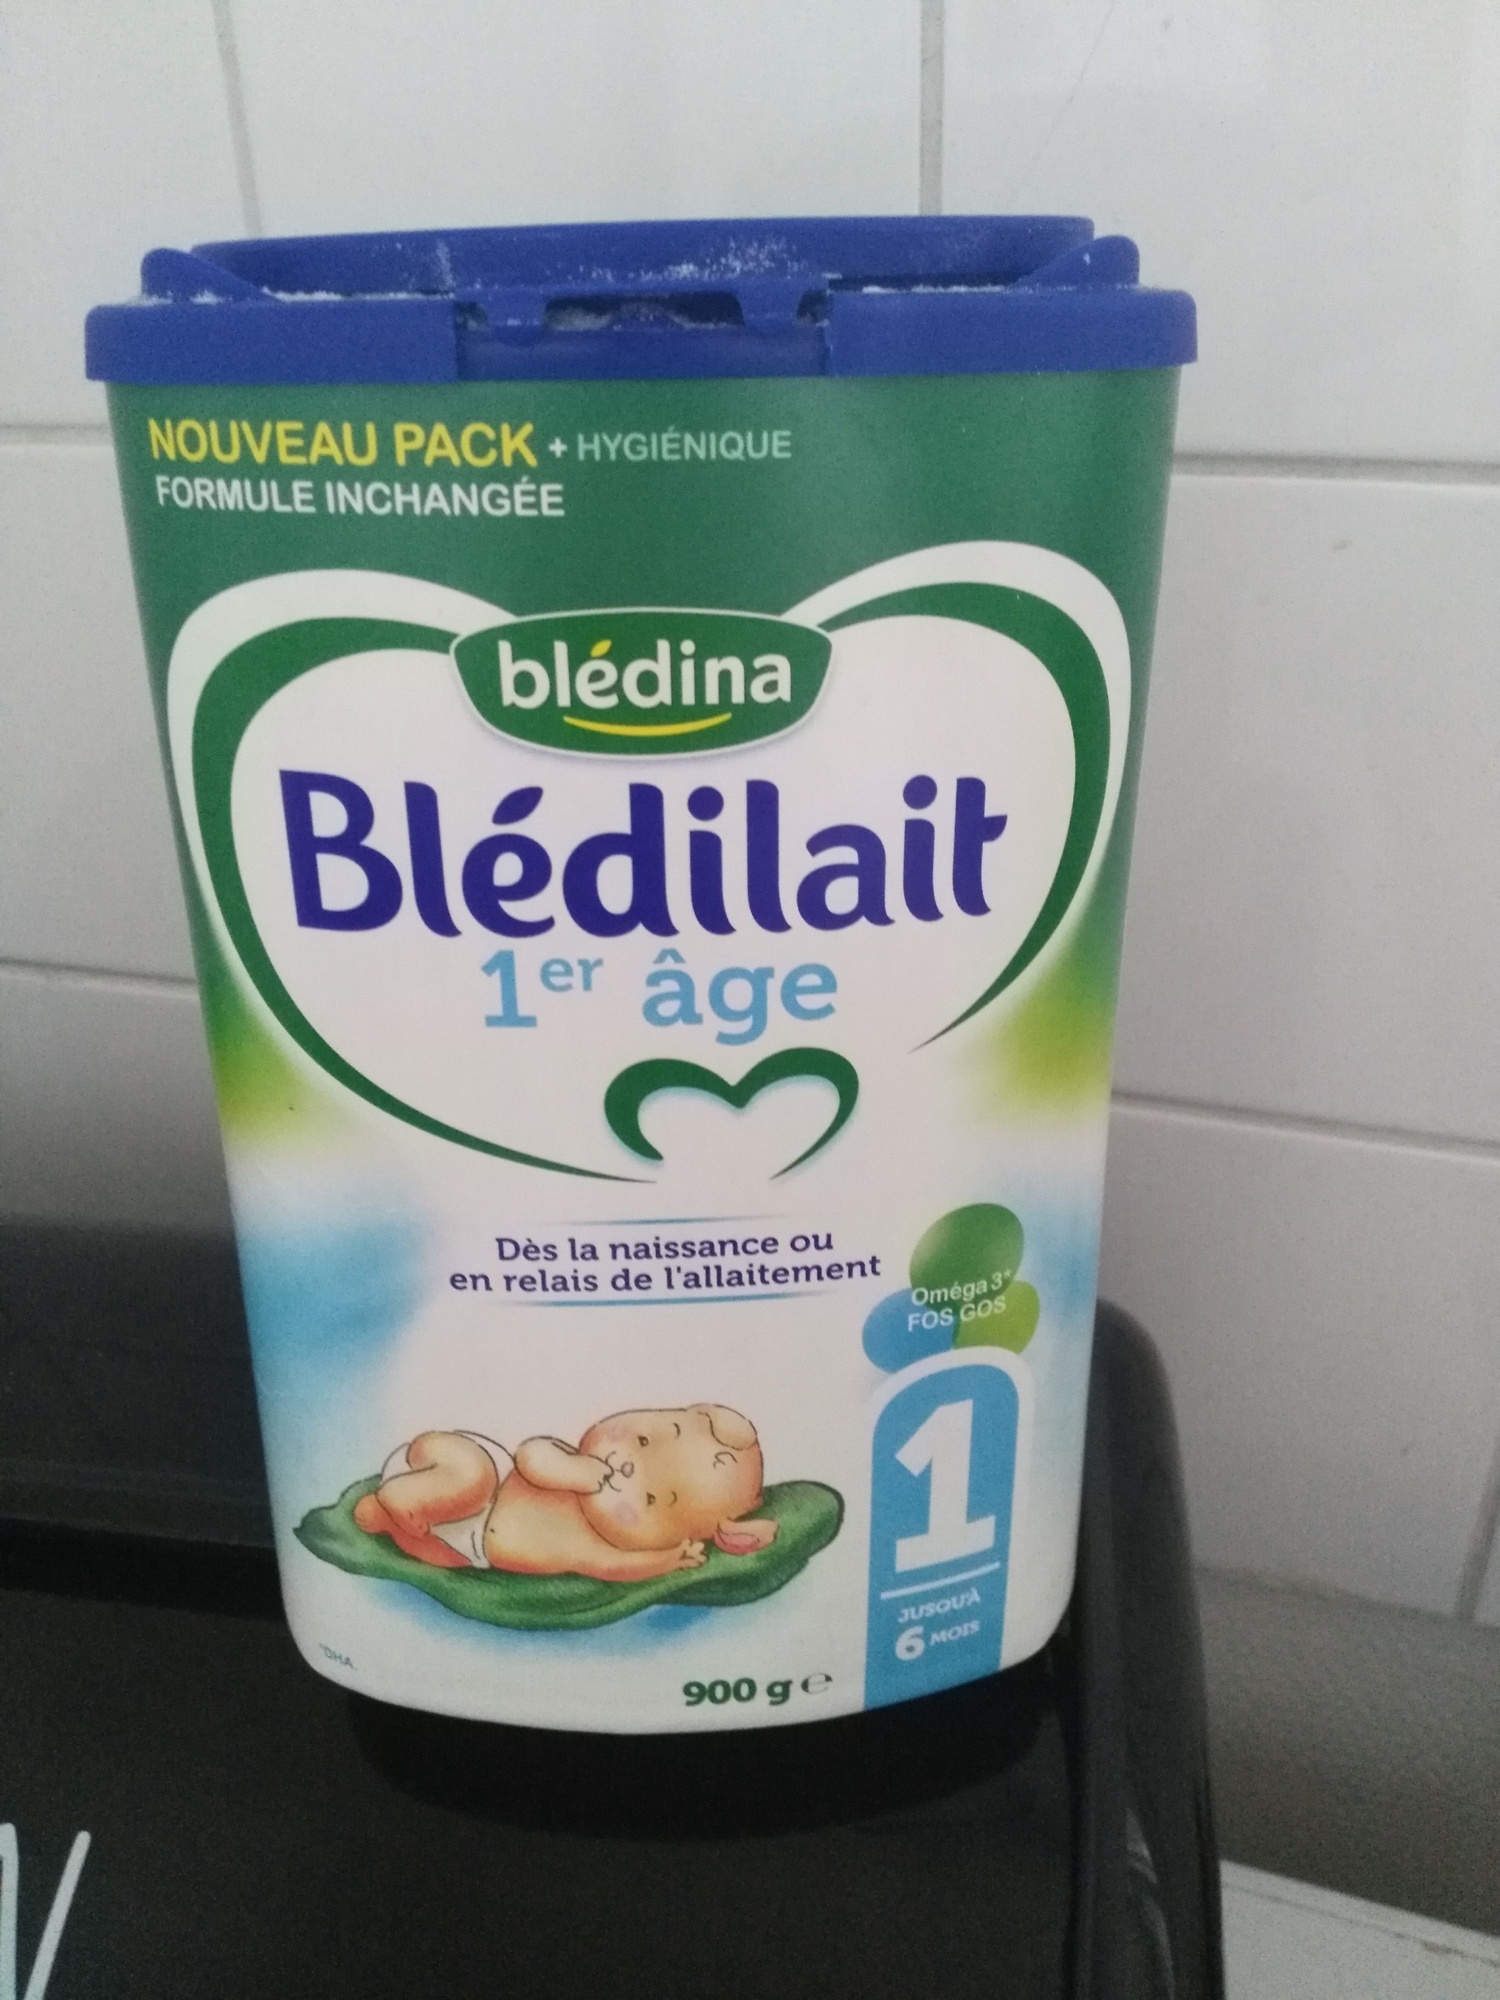 NOUVEAU PACK + HYGIÉNIQUE
FORMULE INCHANGÉE
blédina
Blédilait
1er âge
Dès la naissance ou
en relais de l'allaitement
Oméga 3*
FOS GOS
1
JUSQU'À
6 MOIS
*DHA.
900 g e